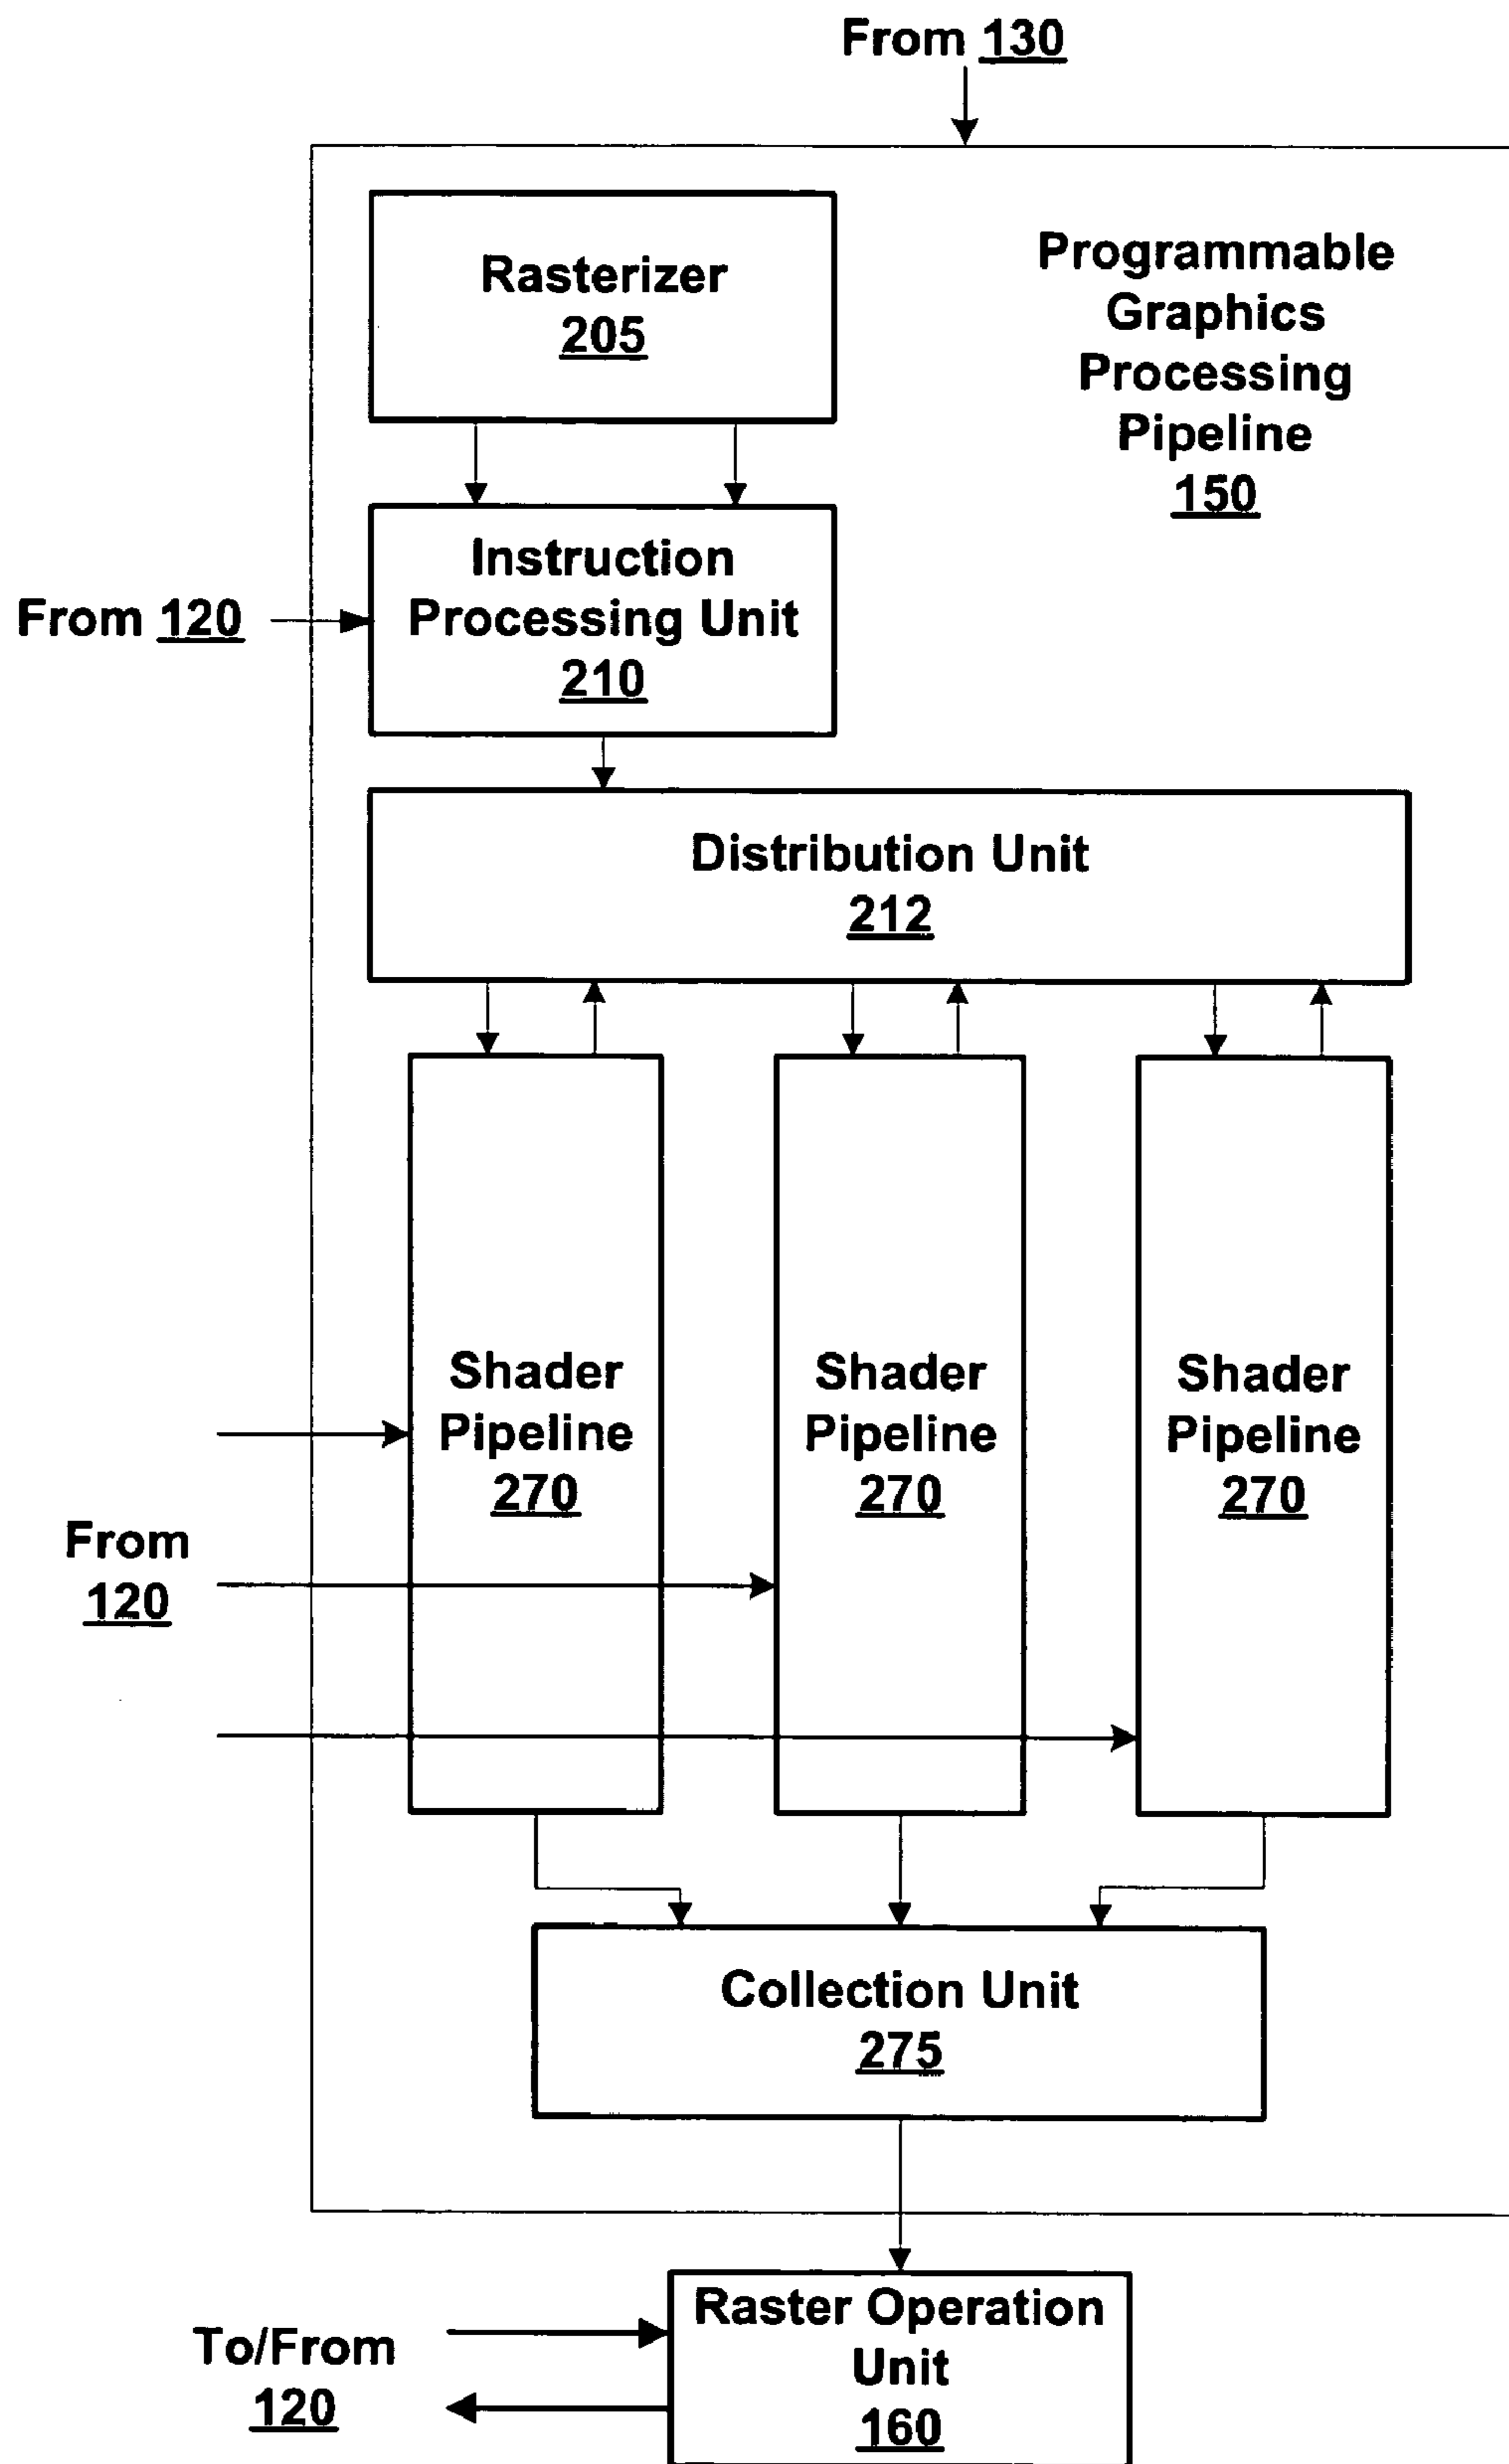 From 130
Rasterizer
205
Programmable
Graphics
Processing
Pipeline
150
Instruction
Processing Unit
210
From 120
Distribution Unit
212
Shader
Pipeline
270
Shader
Pipeline
270
Shader
Pipeline
270
From
120
Collection Unit
275
Raster Operation
Unit
160
To/From
120